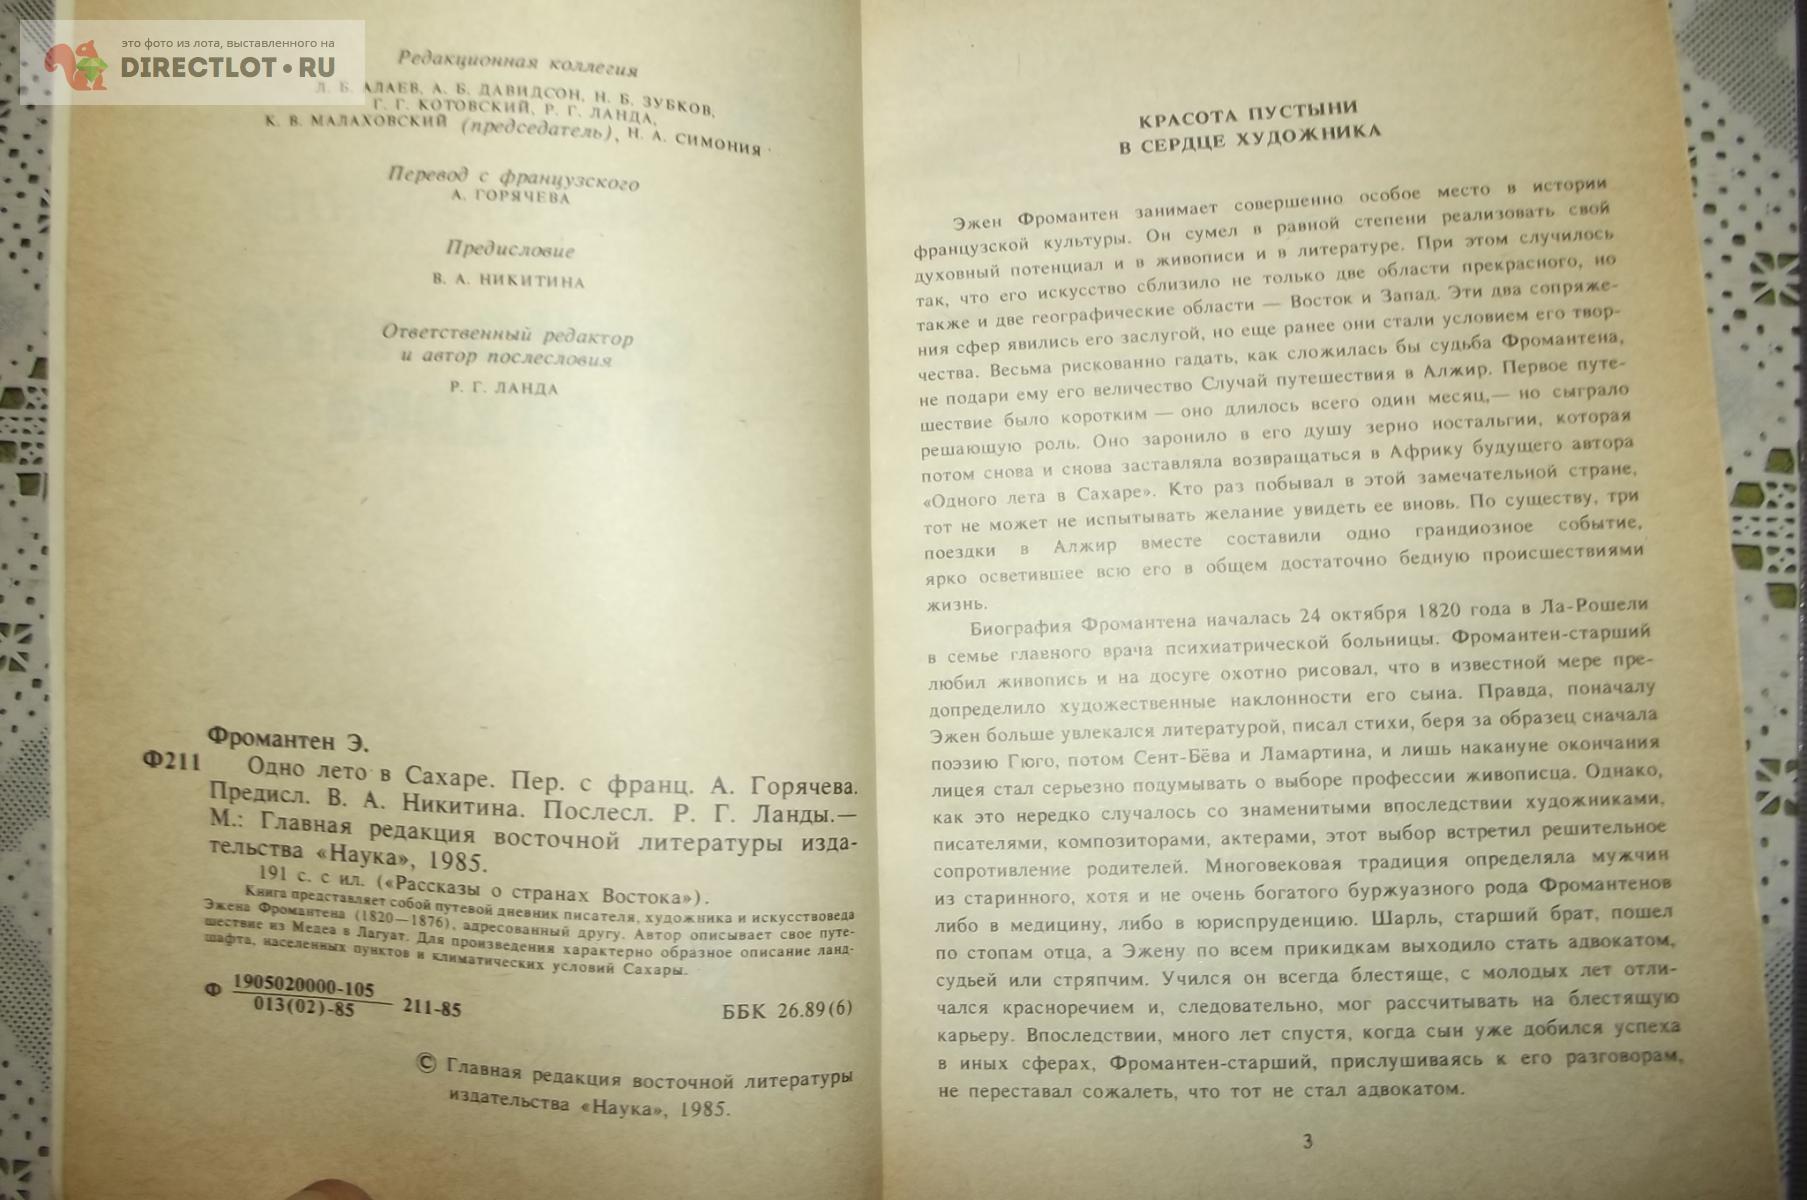 это фото из лота, выставленного на
DIRECTLOT•RU
Редакционная коллегия
Л. Б. АЛАЕВ, А. Б. ДАВИДСОН, Н. Б. ЗУБКОВ,
Г. Г. КОТОВСКИЙ, Р. Г. ЛАНДА,
К. В. МАЛАХОВСКИЙ (председатель), Н. А. СИМОНИЯ
Перевод с французского
А. ГОРЯЧЕВА
Предисловие
В. А. НИКИТИНА
Ответственный редактор
и автор послесловия
Р. Г. ЛАНДА
Фромантен Э.
Ф211 Одно лето в Сахаре. Пер. с франц. А. Горячева.
Предисл. В. А. Никитина. Послесл. Р. Г. Ланды.—
М.: Главная редакция восточной литературы изда-
тельства «Наука», 1985.
191 с. с ил. («Рассказы о странах Востока»).
Книга представляет собой путевой дневник писателя, художника и искусствоведа
Эжена Фромантена (1820—1876), адресованный другу. Автор описывает свое путе-
шествие из Медеа в Лагуат. Для произведения характерно образное описание ланд-
шафта, населенных пунктов и климатических условий Сахары.
Ф 1905020000-105
013(02)-85 211-85
ББК 26.89(6)
© Главная редакция восточной литературы
издательства «Наука», 1985.
КРАСОТА ПУСТЫНИ
В СЕРДЦЕ ХУДОЖНИКА
Эжен Фромантен занимает совершенно особое место в истории
французской культуры. Он сумел в равной степени реализовать свой
духовный потенциал и в живописи и в литературе. При этом случилось
так, что его искусство сблизило не только две области прекрасного, но
также и две географические области — Восток и Запад. Эти два сопряже-
ния сфер явились его заслугой, но еще ранее они стали условием его твор-
чества. Весьма рискованно гадать, как сложилась бы судьба Фромантена,
не подари ему его величество Случай путешествия в Алжир. Первое путе-
шествие было коротким — оно длилось всего один месяц,— но сыграло
решающую роль. Оно заронило в его душу зерно ностальгии, которая
потом снова и снова заставляла возвращаться в Африку будущего автора
«Одного лета в Сахаре». Кто раз побывал в этой замечательной стране,
тот не может не испытывать желание увидеть ее вновь. По существу, три
поездки в Алжир вместе составили одно грандиозное событие,
ярко осветившее всю его в общем достаточно бедную происшествиями
жизнь.
Биография Фромантена началась 24 октября 1820 года в Ла-Рошели
в семье главного врача психиатрической больницы. Фромантен-старший
любил живопись и на досуге охотно рисовал, что в известной мере пре-
допределило художественные наклонности его сына. Правда, поначалу
Эжен больше увлекался литературой, писал стихи, беря за образец сначала
поэзию Гюго, потом Сент-Бёва и Ламартина, и лишь накануне окончания
лицея стал серьезно подумывать о выборе профессии живописца. Однако,
как это нередко случалось со знаменитыми впоследствии художниками,
писателями, композиторами, актерами, этот выбор встретил решительное
сопротивление родителей. Многовековая традиция определяла мужчин
из старинного, хотя и не очень богатого буржуазного рода Фромантенов
либо в медицину, либо в юриспруденцию. Шарль, старший брат, пошел
по стопам отца, а Эжену по всем прикидкам выходило стать адвокатом,
судьей или стряпчим. Учился он всегда блестяще, с молодых лет отли-
чался красноречием и, следовательно, мог рассчитывать на блестящую
карьеру. Впоследствии, много лет спустя, когда сын уже добился успеха
в иных сферах, Фромантен-старший, прислушиваясь к его разговорам,
не переставал сожалеть, что тот не стал адвокатом.
3